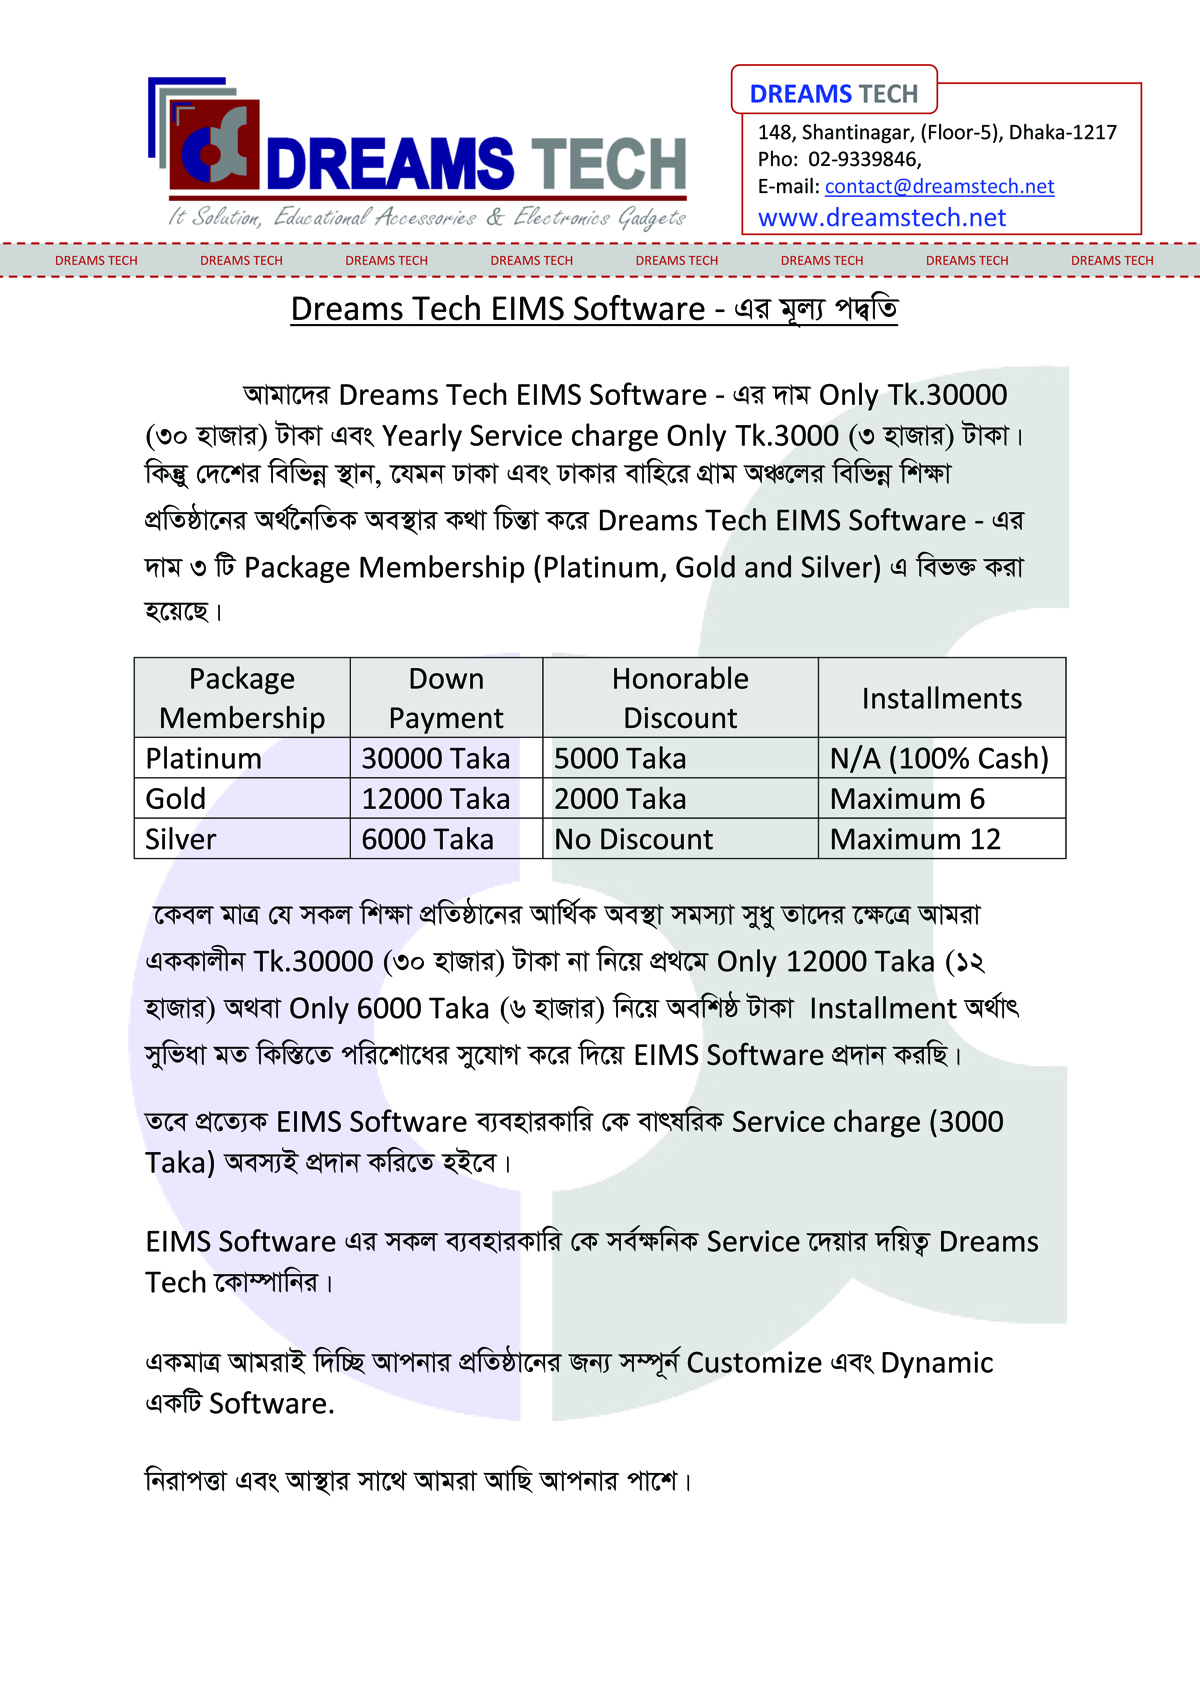 DREAMS TECH
It Solution, Educational Accessories & Electronics Gadgets
DREAMS TECH
148, Shantinagar, (Floor-5), Dhaka-1217
Pho: 02-9339846,
E-mail: contact@dreamstech.net
www.dreamstech.net
DREAMS TECH DREAMS TECH DREAMS TECH DREAMS TECH DREAMS TECH DREAMS TECH DREAMS TECH DREAMS TECH
Dreams Tech EIMS Software - এর মূল্য পদ্বতি
আমাদের Dreams Tech EIMS Software - এর দাম Only Tk.30000
(৩০ হাজার) টাকা এবং Yearly Service charge Only Tk.3000 (৩ হাজার) টাকা।
কিন্তু দেশের বিভিন্ন স্থান, যেমন ঢাকা এবং ঢাকার বাহিরে গ্রাম অঞ্চলের বিভিন্ন শিক্ষা
প্রতিষ্ঠানের অর্থনৈতিক অবস্থার কথা চিন্তা করে Dreams Tech EIMS Software - এর
দাম ৩ টি Package Membership (Platinum, Gold and Silver) এ বিভক্ত করা
হয়েছে।
Package Membership Down Payment Honorable Discount Installments
Platinum 30000 Taka 5000 Taka N/A (100% Cash)
Gold 12000 Taka 2000 Taka Maximum 6
Silver 6000 Taka No Discount Maximum 12
কেবল মাত্র যে সকল শিক্ষা প্রতিষ্ঠানের আর্থিক অবস্থা সমস্যা সুধু তাদের ক্ষেত্রে আমরা
এককালীন Tk.30000 (৩০ হাজার) টাকা না নিয়ে প্রথমে Only 12000 Taka (১২
হাজার) অথবা Only 6000 Taka (৬ হাজার) নিয়ে অবশিষ্ঠ টাকা Installment অর্থাৎ
সুভিধা মত কিস্তিতে পরিশোধের সুযোগ করে দিয়ে EIMS Software প্রদান করছি।
তবে প্রত্যেক EIMS Software ব্যবহারকারি কে বাৎষরিক Service charge (3000
Taka) অবস্যই প্রদান করিতে হইবে।
EIMS Software এর সকল ব্যবহারকারি কে সর্বক্ষনিক Service দেয়ার দয়িত্ব Dreams
Tech কোম্পানির।
একমাত্র আমরাই দিচ্ছি আপনার প্রতিষ্ঠানের জন্য সম্পূর্ন Customize এবং Dynamic
একটি Software.
নিরাপত্তা এবং আস্থার সাথে আমরা আছি আপনার পাশে।